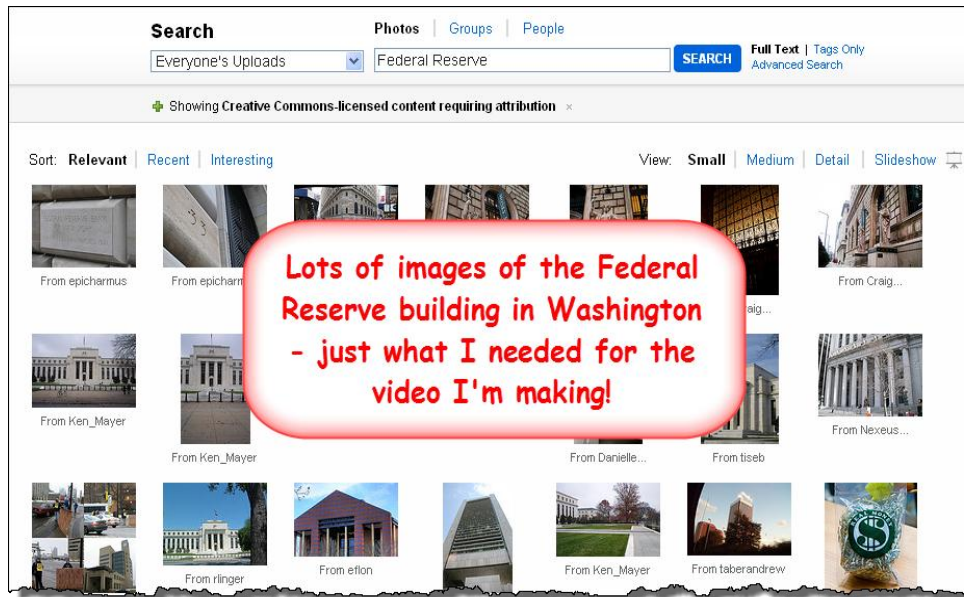 Search
Photos | Groups | People
Everyone's Uploads
Federal Reserve
SEARCH
Full Text | Tags Only
Advanced Search
Showing Creative Commons-licensed content requiring attribution ×
Sort: Relevant | Recent | Interesting
View: Small | Medium | Detail | Slideshow
From epicharmus
From epicharm
aig...
From Craig...
Lots of images of the Federal
Reserve building in Washington
- just what I needed for the
video I'm making!
From Ken_Mayer
From Ken_Mayer
From Danielle...
From tiseb
From Nexeus...
From rlinger
From eflon
From Ken_Mayer
From taberandrew